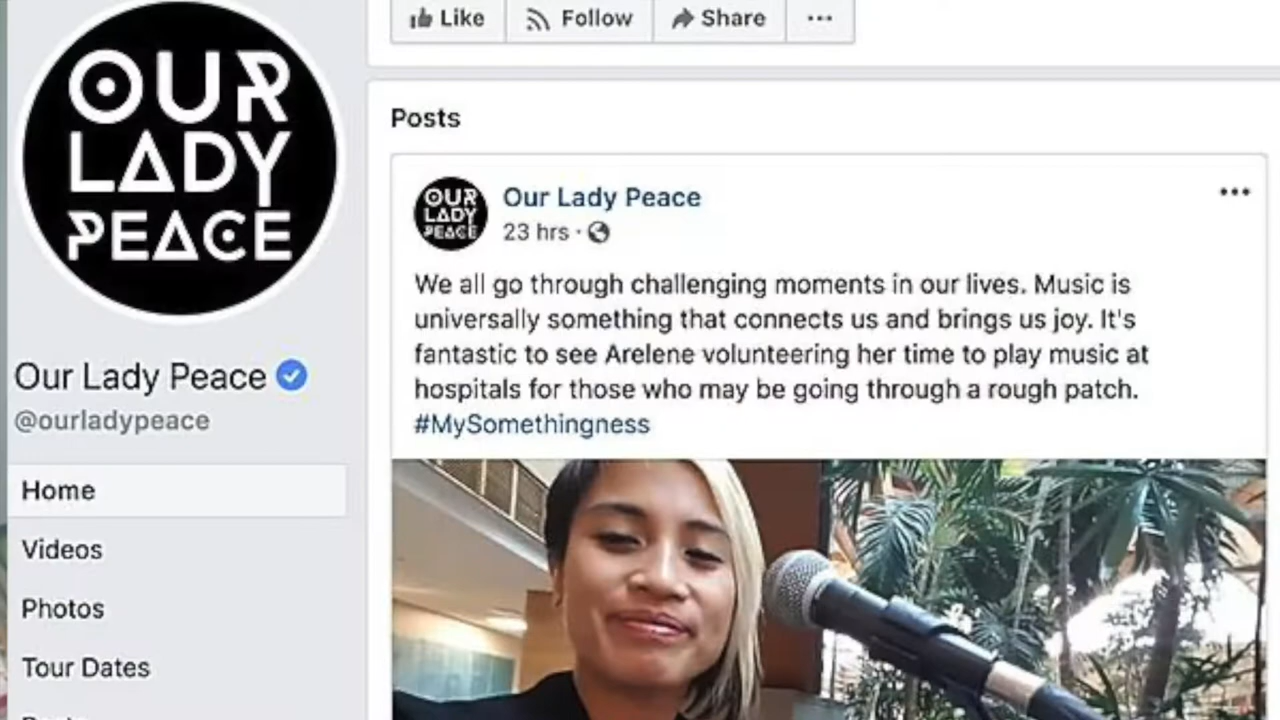 OUR
LADY
PEACE
Our Lady Peace
@ourladypeace
Home
Videos
Photos
Tour Dates
Like Follow Share
Posts
OUR
LADY
PEACE
Our Lady Peace
23 hrs ·
We all go through challenging moments in our lives. Music is
universally something that connects us and brings us joy. It's
fantastic to see Arelene volunteering her time to play music at
hospitals for those who may be going through a rough patch.
#MySomethingness